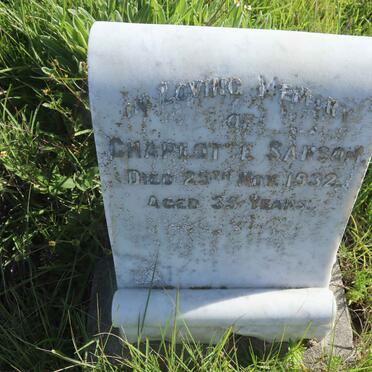 In Loving Memory
of
Charlotte Samson
Died 25th Nov. 1932
Aged 35 Years